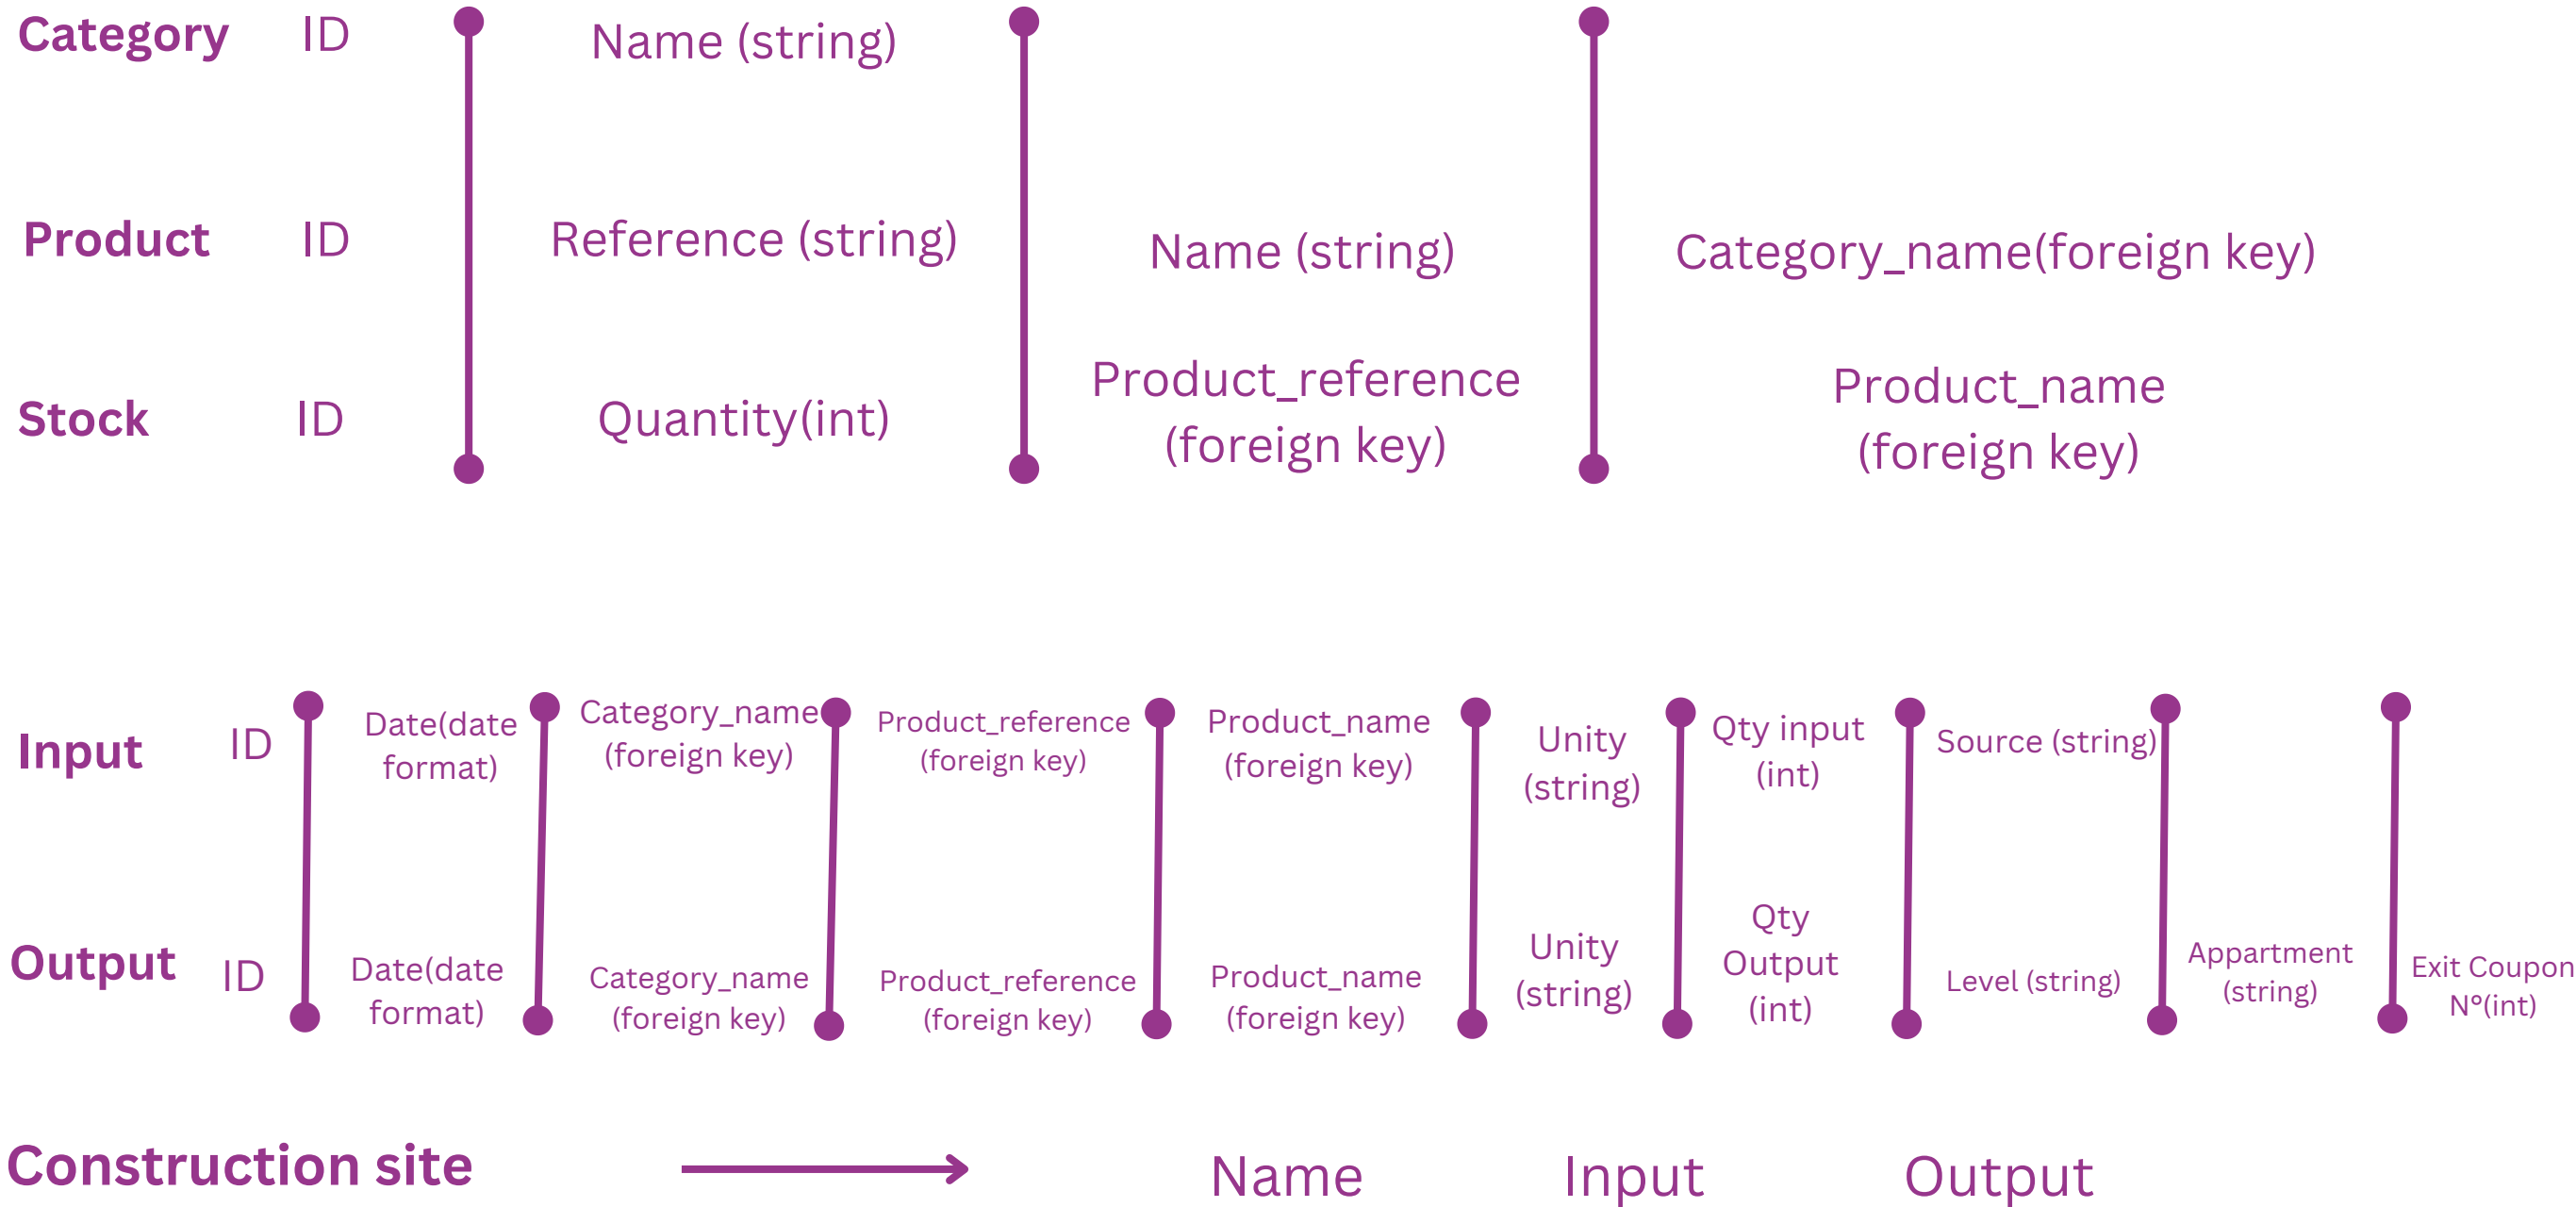 Category ID Name (string)
Product ID Reference (string) Name (string) Category_name(foreign key)
Stock ID Quantity(int) Product_reference
(foreign key) Product_name
(foreign key)
Input ID Date(date
format) Category_name
(foreign key) Product_reference
(foreign key) Product_name
(foreign key) Unity
(string) Qty input
(int) Source (string)
Output ID Date(date
format) Category_name
(foreign key) Product_reference
(foreign key) Product_name
(foreign key) Unity
(string) Qty
Output
(int) Level (string) Appartment
(string) Exit Coupon
N°(int)
Construction site Name Input Output